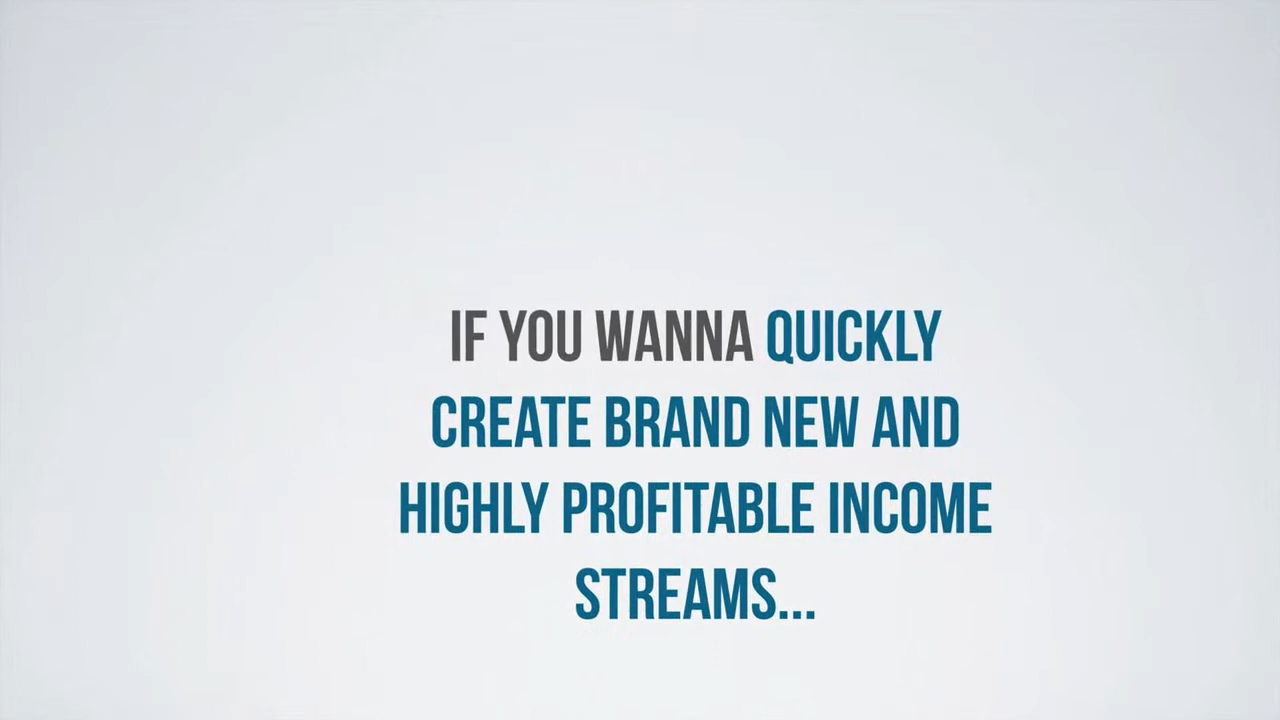 IF YOU WANNA QUICKLY
CREATE BRAND NEW AND
HIGHLY PROFITABLE INCOME
STREAMS...